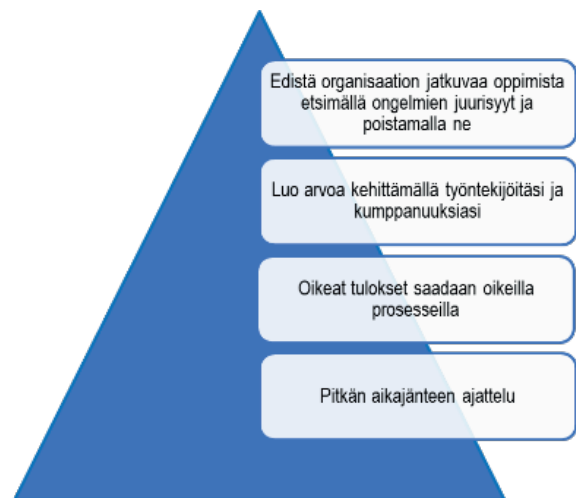 Edistä organisaation jatkuvaa oppimista
etsimällä ongelmien juurisyyt ja
poistamalla ne
Luo arvoa kehittämällä työntekijöitäsi ja
kumppanuuksiasi
Oikeat tulokset saadaan oikeilla
prosesseilla
Pitkän aikajänteen ajattelu